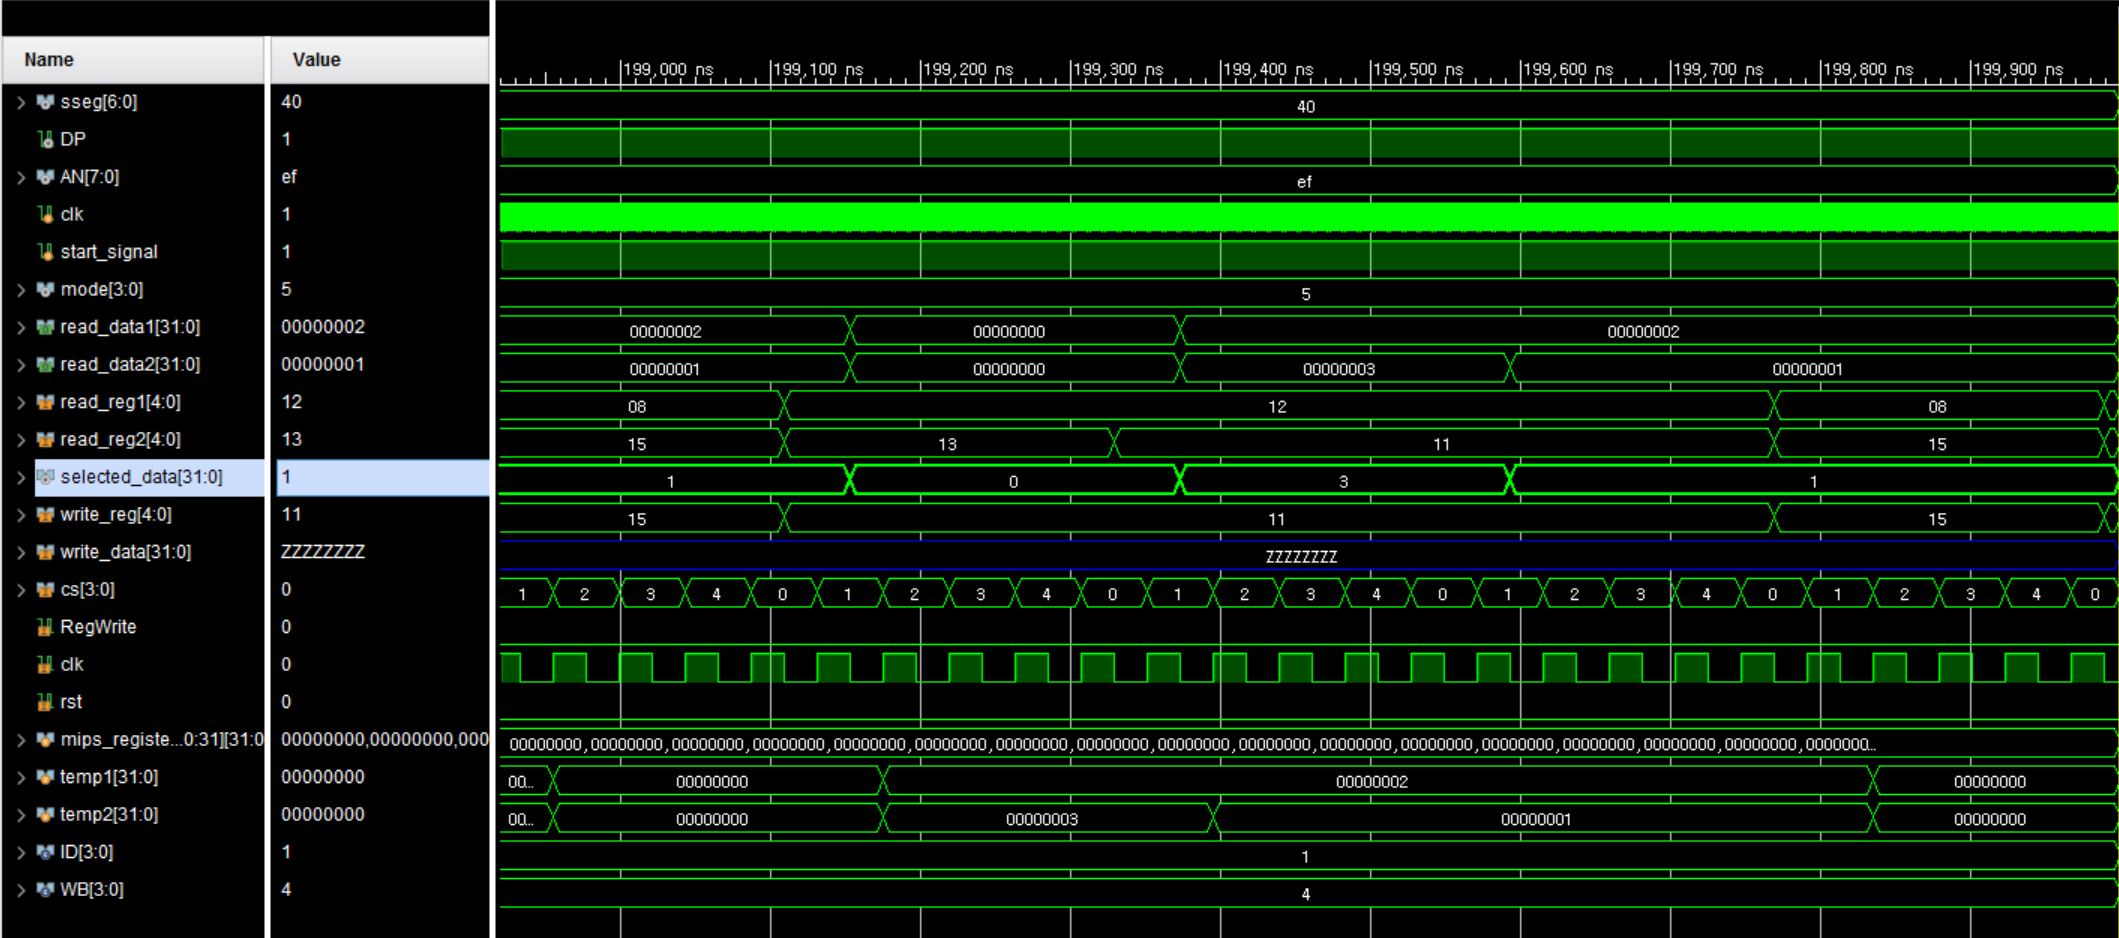 Name Value
199,000 ns 199,100 ns 199,200 ns 199,300 ns 199,400 ns 199,500 ns 199,600 ns 199,700 ns 199,800 ns 199,900 ns
sseg[6:0] 40 40
DP 1
AN[7:0] ef ef
clk 1
start_signal 1
mode[3:0] 5 5
read_data1[31:0] 00000002 00000002 00000000 00000002
read_data2[31:0] 00000001 00000001 00000000 00000003 00000001
read_reg1[4:0] 12 08 12 08
read_reg2[4:0] 13 15 13 11 15
selected_data[31:0] 1 1 0 3 1
write_reg[4:0] 11 15 11 15
write_data[31:0] ZZZZZZZZ ZZZZZZZZ
cs[3:0] 0 1 2 3 4 0 1 2 3 4 0 1 2 3 4 0 1 2 3 4 0 1 2 3 4 0
RegWrite 0
clk 0
rst 0
mips_registe...0:31][31:0 00000000,00000000,000 00000000,00000000,00000000,00000000,00000000,00000000,00000000,00000000,00000000,00000000,00000000,00000000,00000000,00000000,00000000,00000000,0000000...
temp1[31:0] 00000000 00... 00000000 00000002 00000000
temp2[31:0] 00000000 00... 00000000 00000003 00000001 00000000
ID[3:0] 1 1
WB[3:0] 4 4